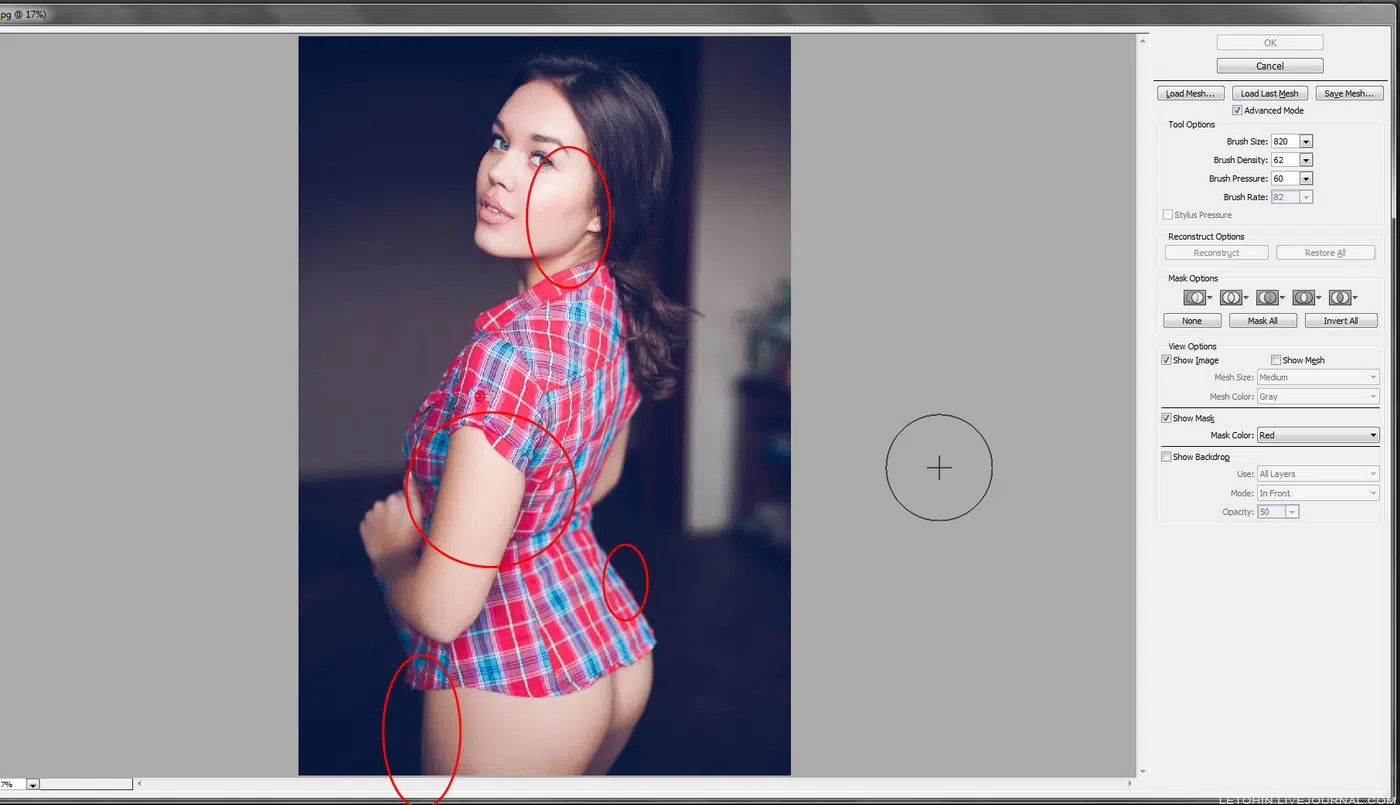 pg @ 17%)
OK
Cancel
Load Mesh... Load Last Mesh Save Mesh...
Advanced Mode
Tool Options
Brush Size: 820
Brush Density: 62
Brush Pressure: 60
Brush Rate: 82
Stylus Pressure
Reconstruct Options
Reconstruct Restore All
Mask Options
None Mask All Invert All
View Options
Show Image Show Mesh
Mesh Size: Medium
Mesh Color: Gray
Show Mask
Mask Color: Red
Show Backdrop
Use: All Layers
Mode: In Front
Opacity: 50
7%
LETOHIN.LIVEJOURNAL.COM